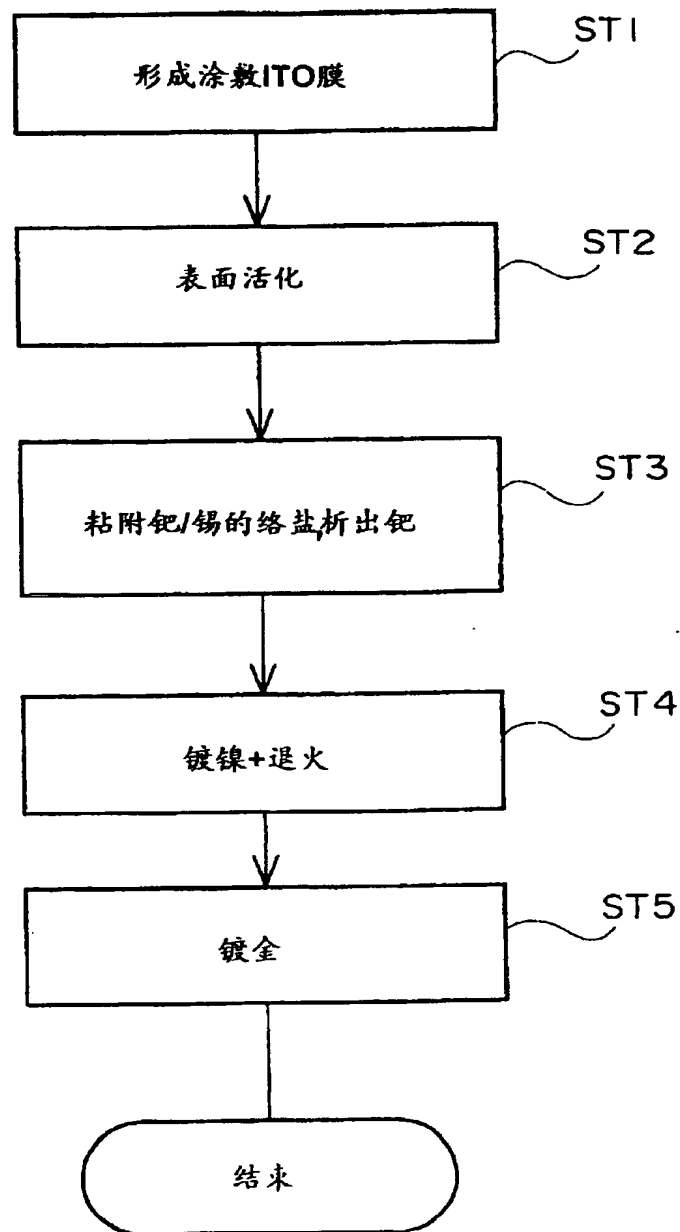 形成涂敷ITO膜
ST1
表面活化
ST2
粘附钯/锡的络盐,析出钯
ST3
镀镍+退火
ST4
镀金
ST5
结束